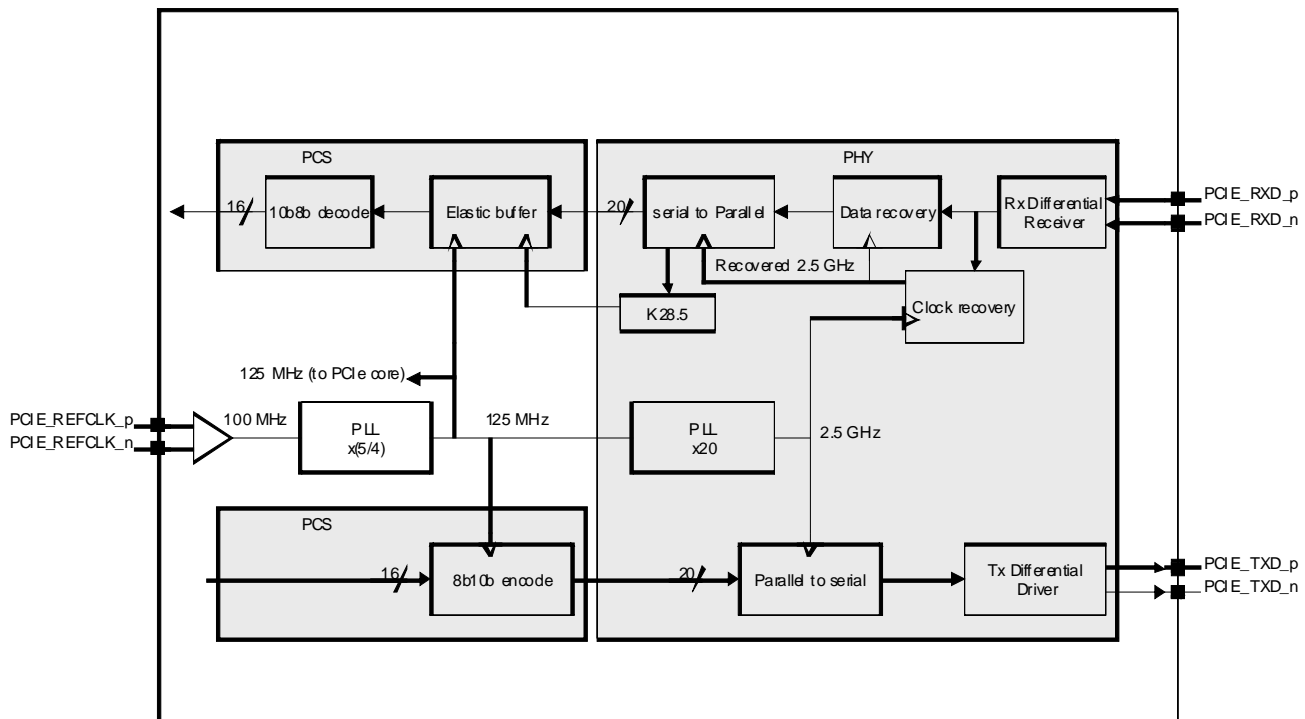 PCS
PHY
16
10b8b decode
Elastic buffer
20
serial to Parallel
Data recovery
Rx Differential
Receiver
PCIE_RXD_p
PCIE_RXD_n
Recovered 2.5 GHz
K28.5
Clock recovery
125 MHz (to PCIe core)
PCIE_REFCLK_p
PCIE_REFCLK_n
100 MHz
PLL
x(5/4)
125 MHz
PLL
x20
2.5 GHz
PCS
16
8b10b encode
20
Parallel to serial
Tx Differential
Driver
PCIE_TXD_p
PCIE_TXD_n